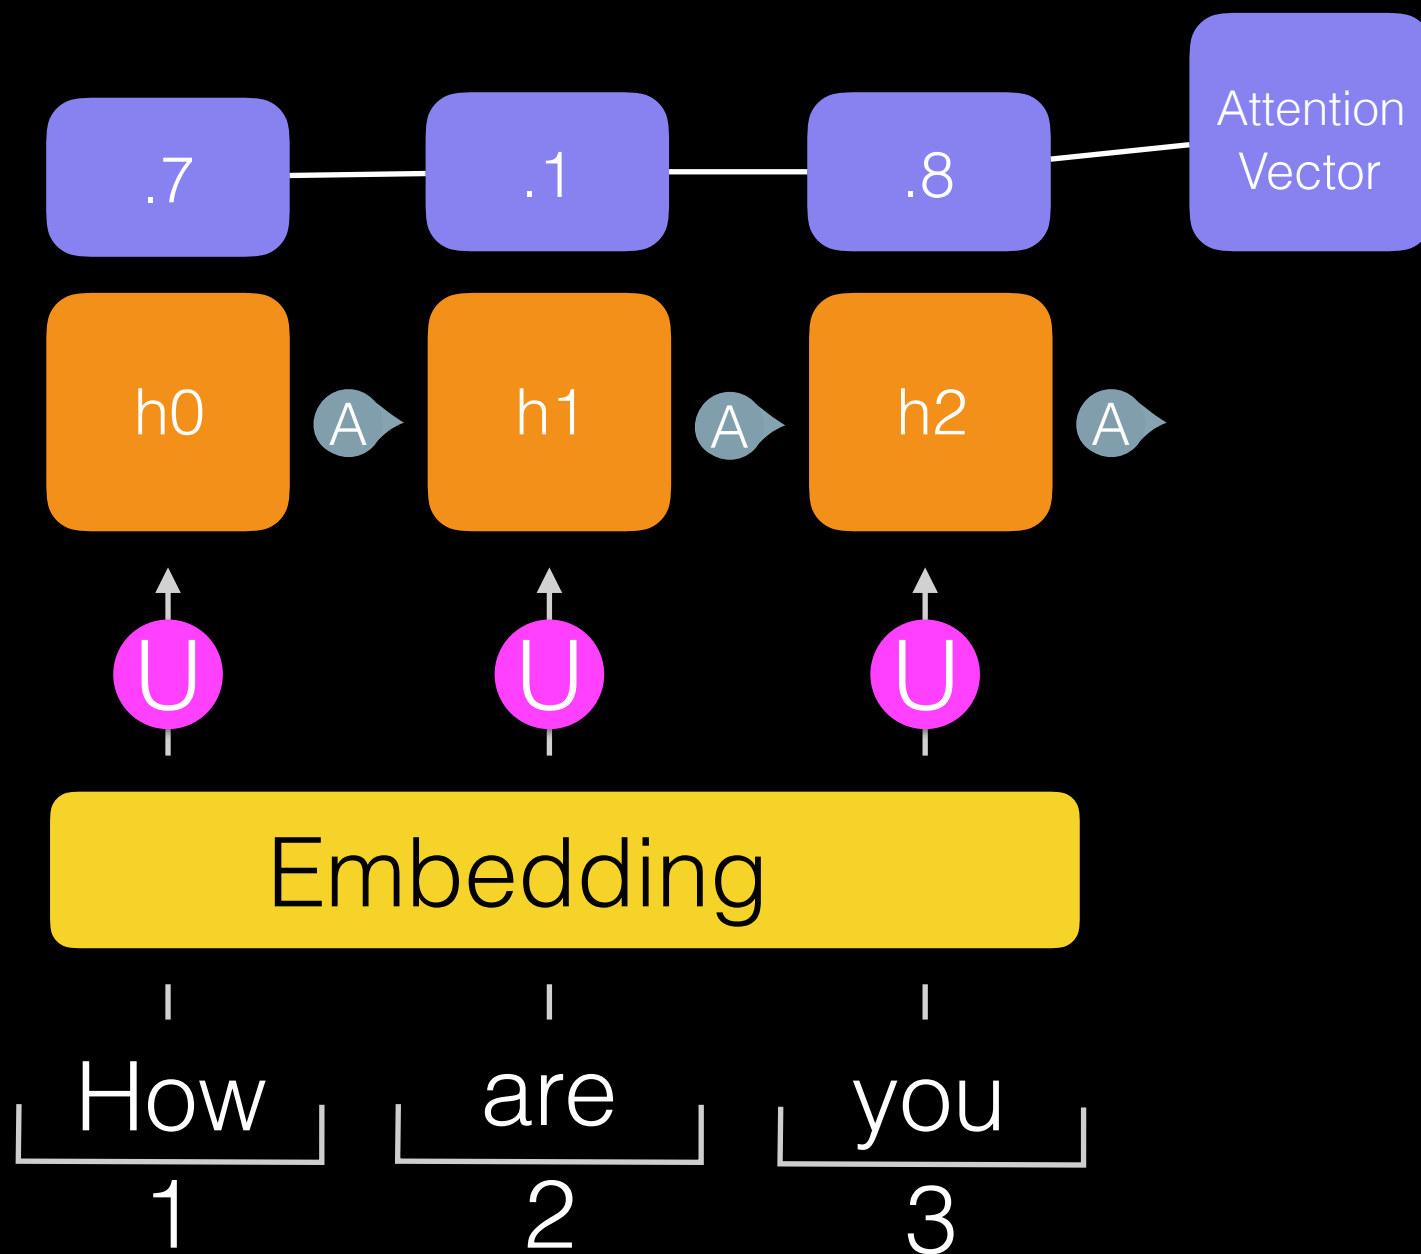 Attention
Vector
.7 .1 .8
h0 A h1 A h2 A
U U U
Embedding
How are you
1 2 3